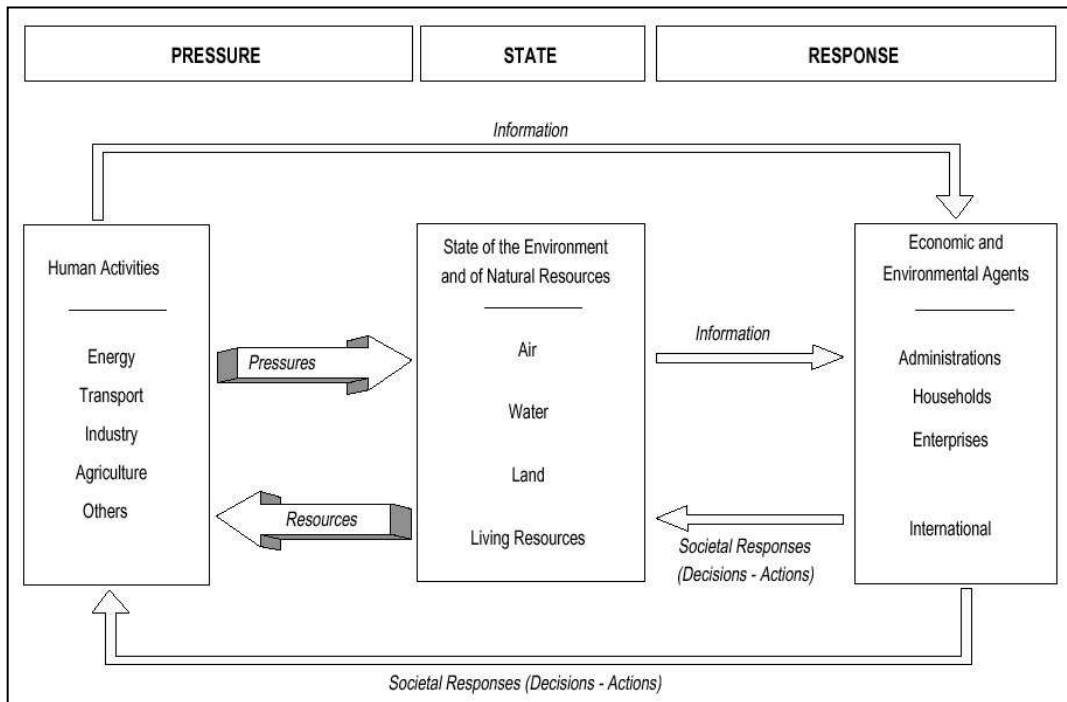 PRESSURE
STATE
RESPONSE
Information
Human Activities
Energy
Transport
Industry
Agriculture
Others
Pressures
Resources
State of the Environment
and of Natural Resources
Air
Water
Land
Living Resources
Information
Societal Responses
(Decisions - Actions)
Economic and
Environmental Agents
Administrations
Households
Enterprises
International
Societal Responses (Decisions - Actions)